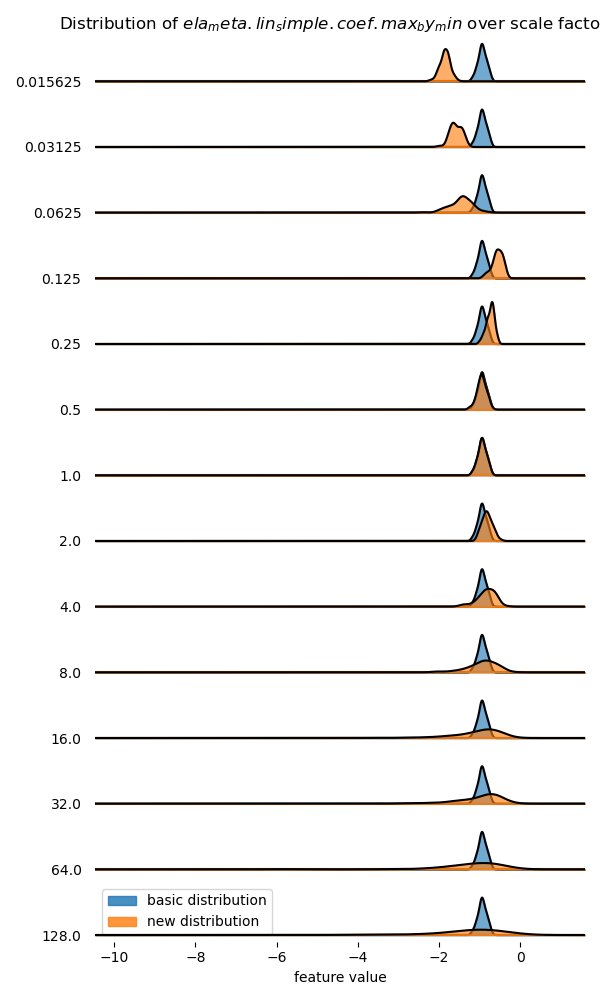 Distribution of ela_meta.lin_simple.coef.max_by_min over scale facto
0.015625
0.03125
0.0625
0.125
0.25
0.5
1.0
2.0
4.0
8.0
16.0
32.0
64.0
128.0
basic distribution
new distribution
−10 −8 −6 −4 −2 0
feature value